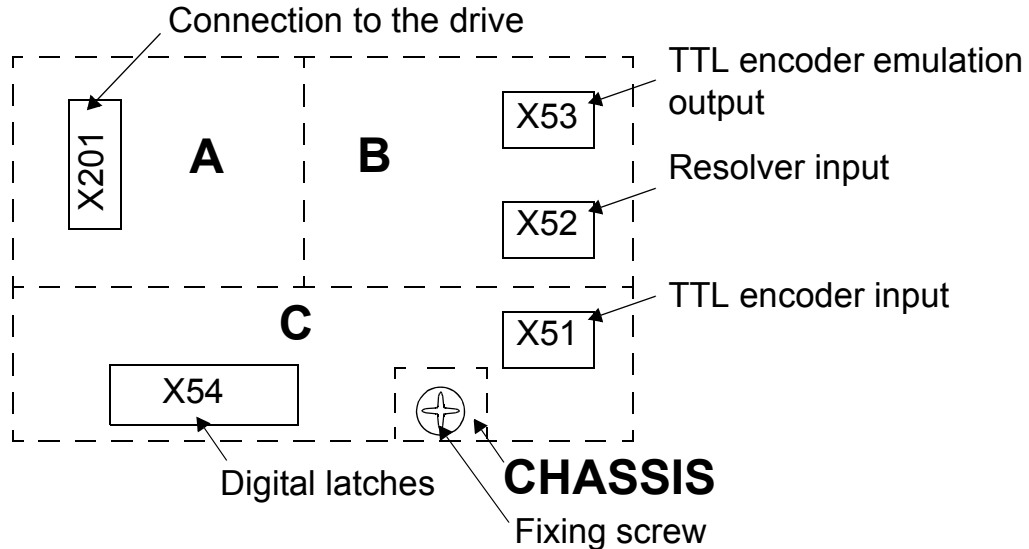 Connection to the drive
TTL encoder emulation
output
X53
X201
A
B
Resolver input
X52
TTL encoder input
C
X51
X54
Digital latches
CHASSIS
Fixing screw